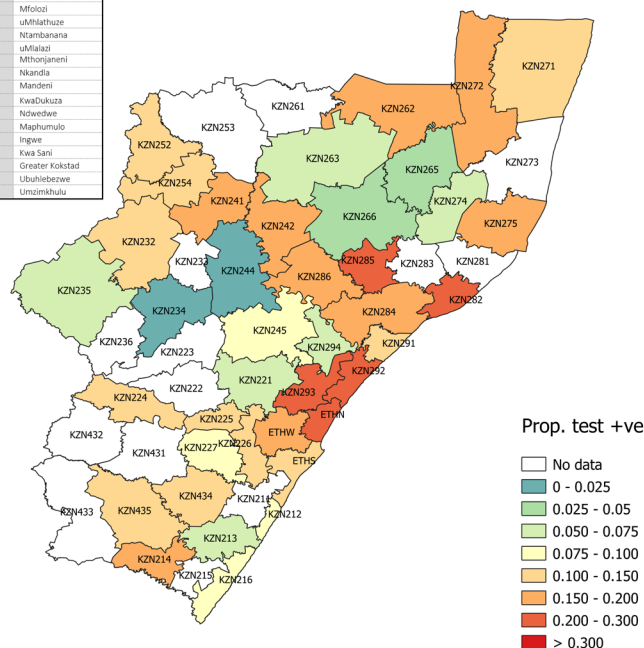 Mfolozi
uMhlathuze
Ntambanana
uMlalazi
Mthonjaneni
Nkandla
Mandeni
KwaDukuza
Ndwedwe
Maphumulo
Ingwe
Kwa Sani
Greater Kokstad
Ubuhlebezwe
Umzimkhulu
KZN271
KZN272
KZN261
KZN262
KZN253
KZN252
KZN263
KZN273
KZN265
KZN254
KZN241
KZN274
KZN266
KZN242
KZN275
KZN232
KZN233
KZN285
KZN283
KZN281
KZN244
KZN286
KZN235
KZN282
KZN234
KZN284
KZN245
KZN236
KZN291
KZN294
KZN223
KZN292
KZN221
KZN222
KZN293
KZN224
ETHN
KZN225
KZN432
ETHW
KZN226
KZN227
KZN431
ETHS
KZN434
KZN211
KZN433
KZN435
KZN212
KZN213
KZN214
KZN215
KZN216
Prop. test +ve
No data
0 - 0.025
0.025 - 0.05
0.050 - 0.075
0.075 - 0.100
0.100 - 0.150
0.150 - 0.200
0.200 - 0.300
> 0.300